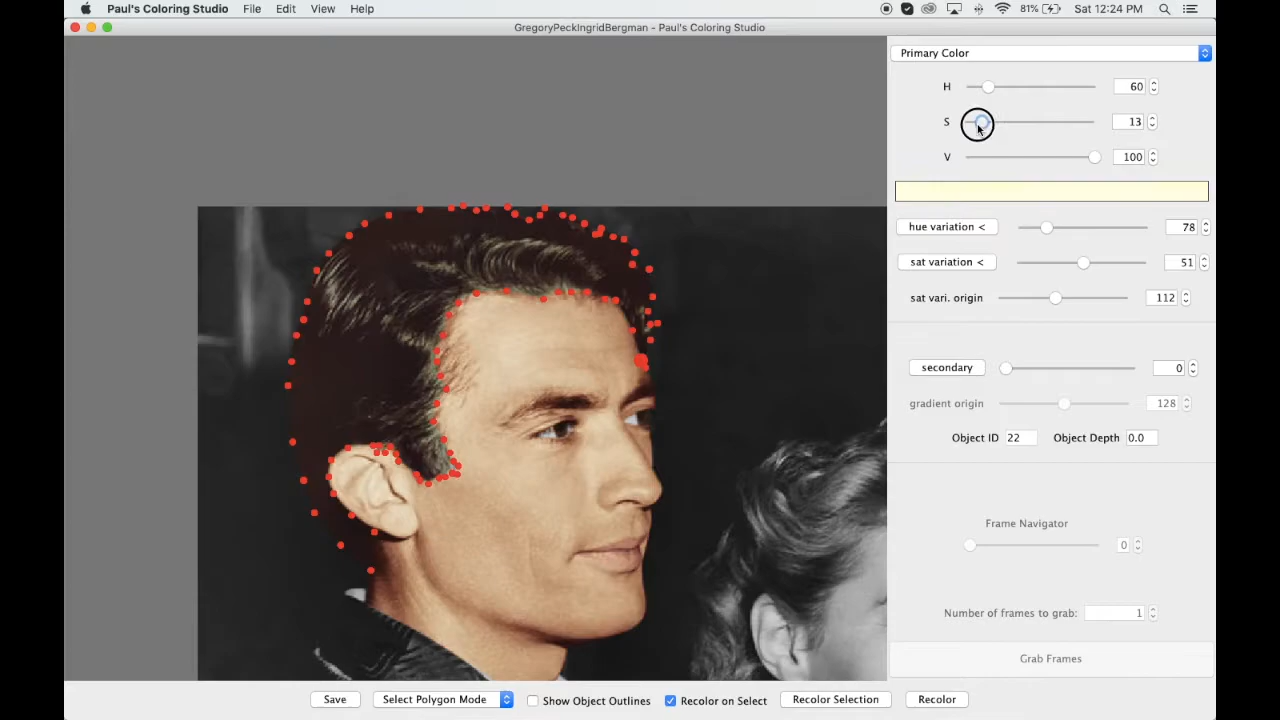 Paul's Coloring Studio File Edit View Help 81% Sat 12:24 PM
GregoryPeckIngridBergman - Paul's Coloring Studio
Primary Color
H 60
S 13
V 100
hue variation < 78
sat variation < 51
sat vari. origin 112
secondary 0
gradient origin 128
Object ID 22 Object Depth 0.0
Frame Navigator
0
Number of frames to grab: 1
Grab Frames
Save Select Polygon Mode Show Object Outlines Recolor on Select Recolor Selection Recolor